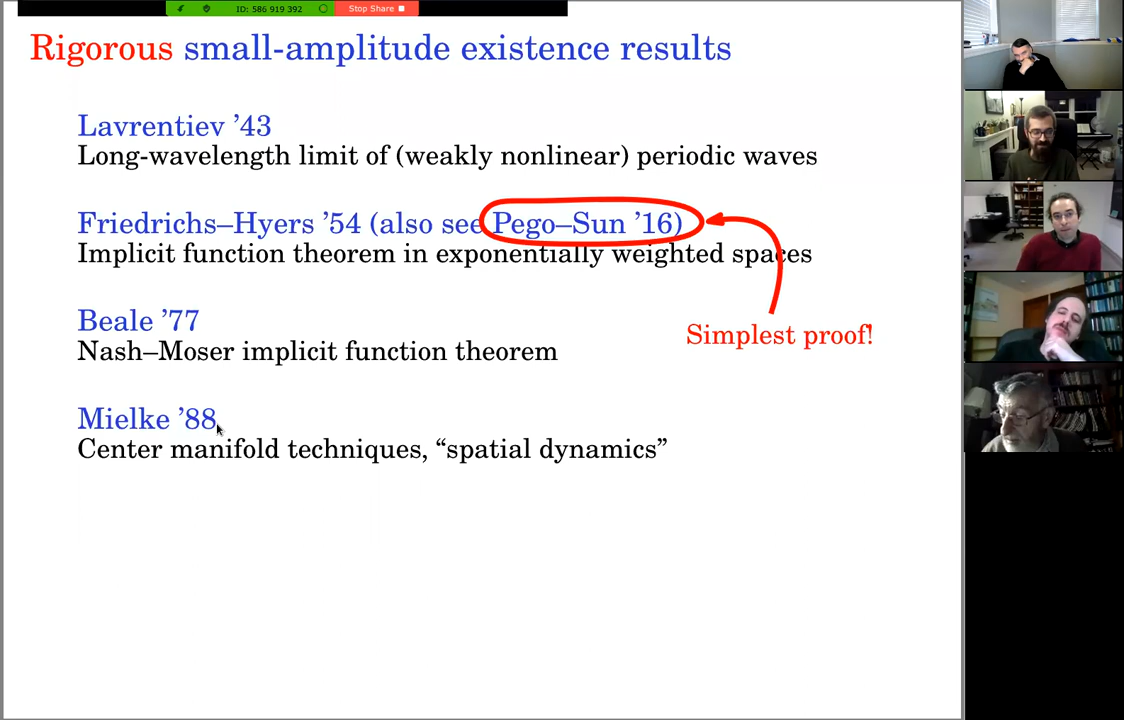 ID: 586 919 392 Stop Share
Rigorous small-amplitude existence results
Lavrentiev ’43
Long-wavelength limit of (weakly nonlinear) periodic waves
Friedrichs–Hyers ’54 (also see Pego–Sun ’16)
Implicit function theorem in exponentially weighted spaces
Beale ’77
Simplest proof!
Nash–Moser implicit function theorem
Mielke ’88
Center manifold techniques, “spatial dynamics”